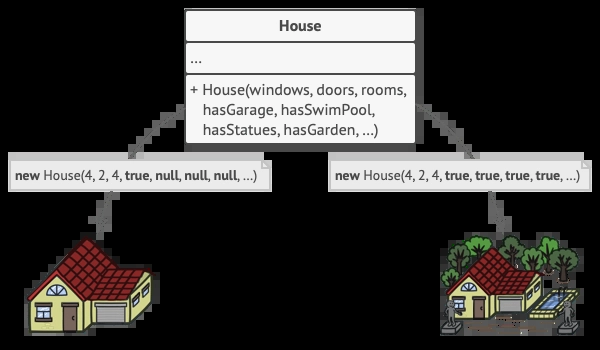 House
...
+ House(windows, doors, rooms,
hasGarage, hasSwimPool,
hasStatues, hasGarden, ...)
new House(4, 2, 4, true, null, null, null, ...)
new House(4, 2, 4, true, true, true, true, ...)